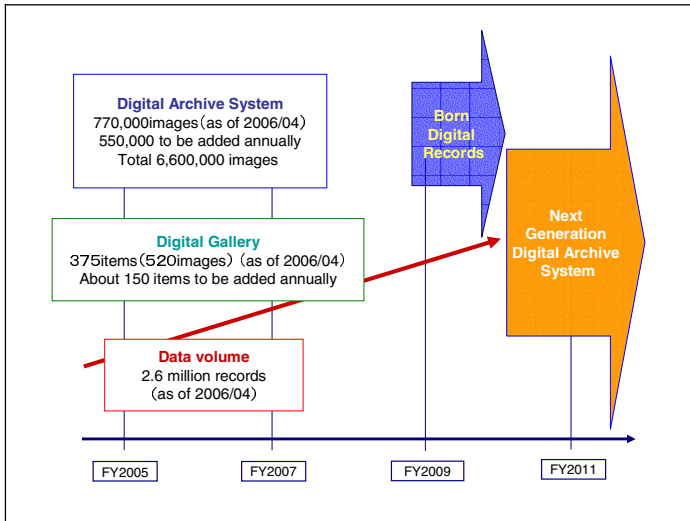 Digital Archive System
770,000images(as of 2006/04)
550,000 to be added annually
Total 6,600,000 images
Born
Digital
Records
Digital Gallery
375items(520images) (as of 2006/04)
About 150 items to be added annually
Next
Generation
Digital Archive
System
Data volume
2.6 million records
(as of 2006/04)
FY2005
FY2007
FY2009
FY2011